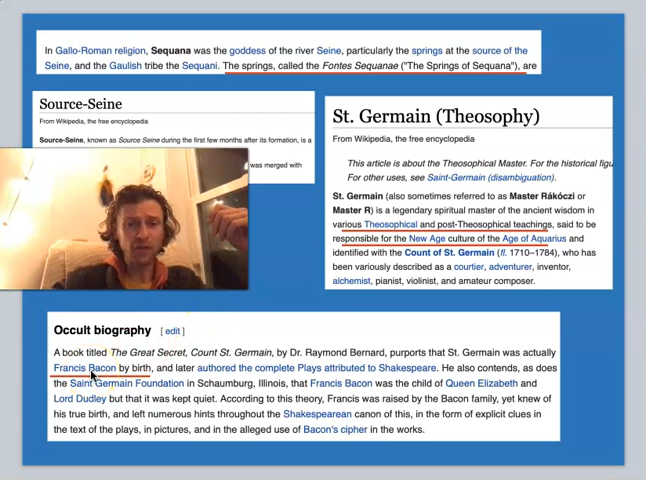 In Gallo-Roman religion, Sequana was the goddess of the river Seine, particularly the springs at the source of the
Seine, and the Gaulish tribe the Sequani. The springs, called the Fontes Sequanae ("The Springs of Sequana"), are
Source-Seine
From Wikipedia, the free encyclopedia
Source-Seine, known as Source Seine during the first few months after its formation, is a
was merged with
St. Germain (Theosophy)
From Wikipedia, the free encyclopedia
This article is about the Theosophical Master. For the historical figu
For other uses, see Saint-Germain (disambiguation).
St. Germain (also sometimes referred to as Master Rákóczi or
Master R) is a legendary spiritual master of the ancient wisdom in
various Theosophical and post-Theosophical teachings, said to be
responsible for the New Age culture of the Age of Aquarius and
identified with the Count of St. Germain (fl. 1710–1784), who has
been variously described as a courtier, adventurer, inventor,
alchemist, pianist, violinist, and amateur composer.
Occult biography [ edit ]
A book titled The Great Secret, Count St. Germain, by Dr. Raymond Bernard, purports that St. Germain was actually
Francis Bacon by birth, and later authored the complete Plays attributed to Shakespeare. He also contends, as does
the Saint Germain Foundation in Schaumburg, Illinois, that Francis Bacon was the child of Queen Elizabeth and
Lord Dudley but that it was kept quiet. According to this theory, Francis was raised by the Bacon family, yet knew of
his true birth, and left numerous hints throughout the Shakespearean canon of this, in the form of explicit clues in
the text of the plays, in pictures, and in the alleged use of Bacon's cipher in the works.